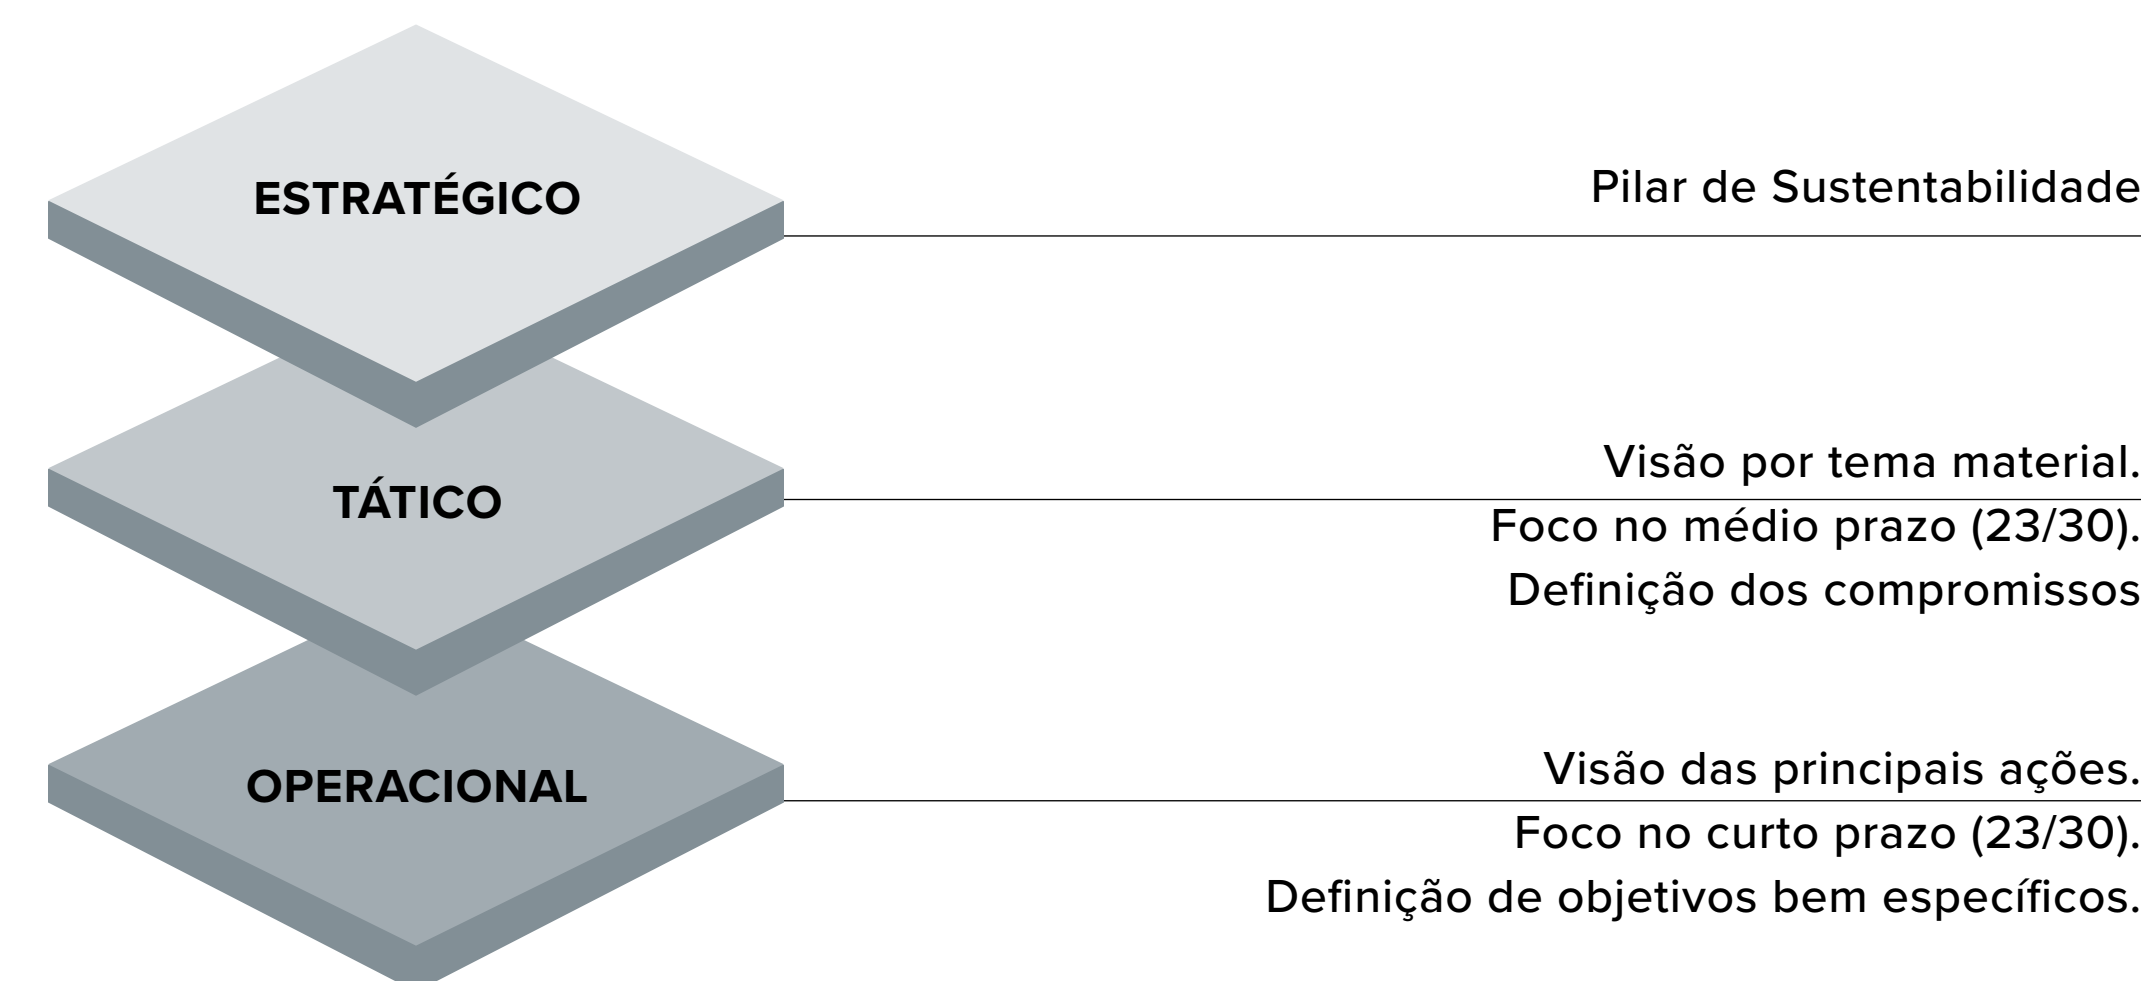 ESTRATÉGICO
Pilar de Sustentabilidade
TÁTICO
Visão por tema material.
Foco no médio prazo (23/30).
Definição dos compromissos
OPERACIONAL
Visão das principais ações.
Foco no curto prazo (23/30).
Definição de objetivos bem específicos.